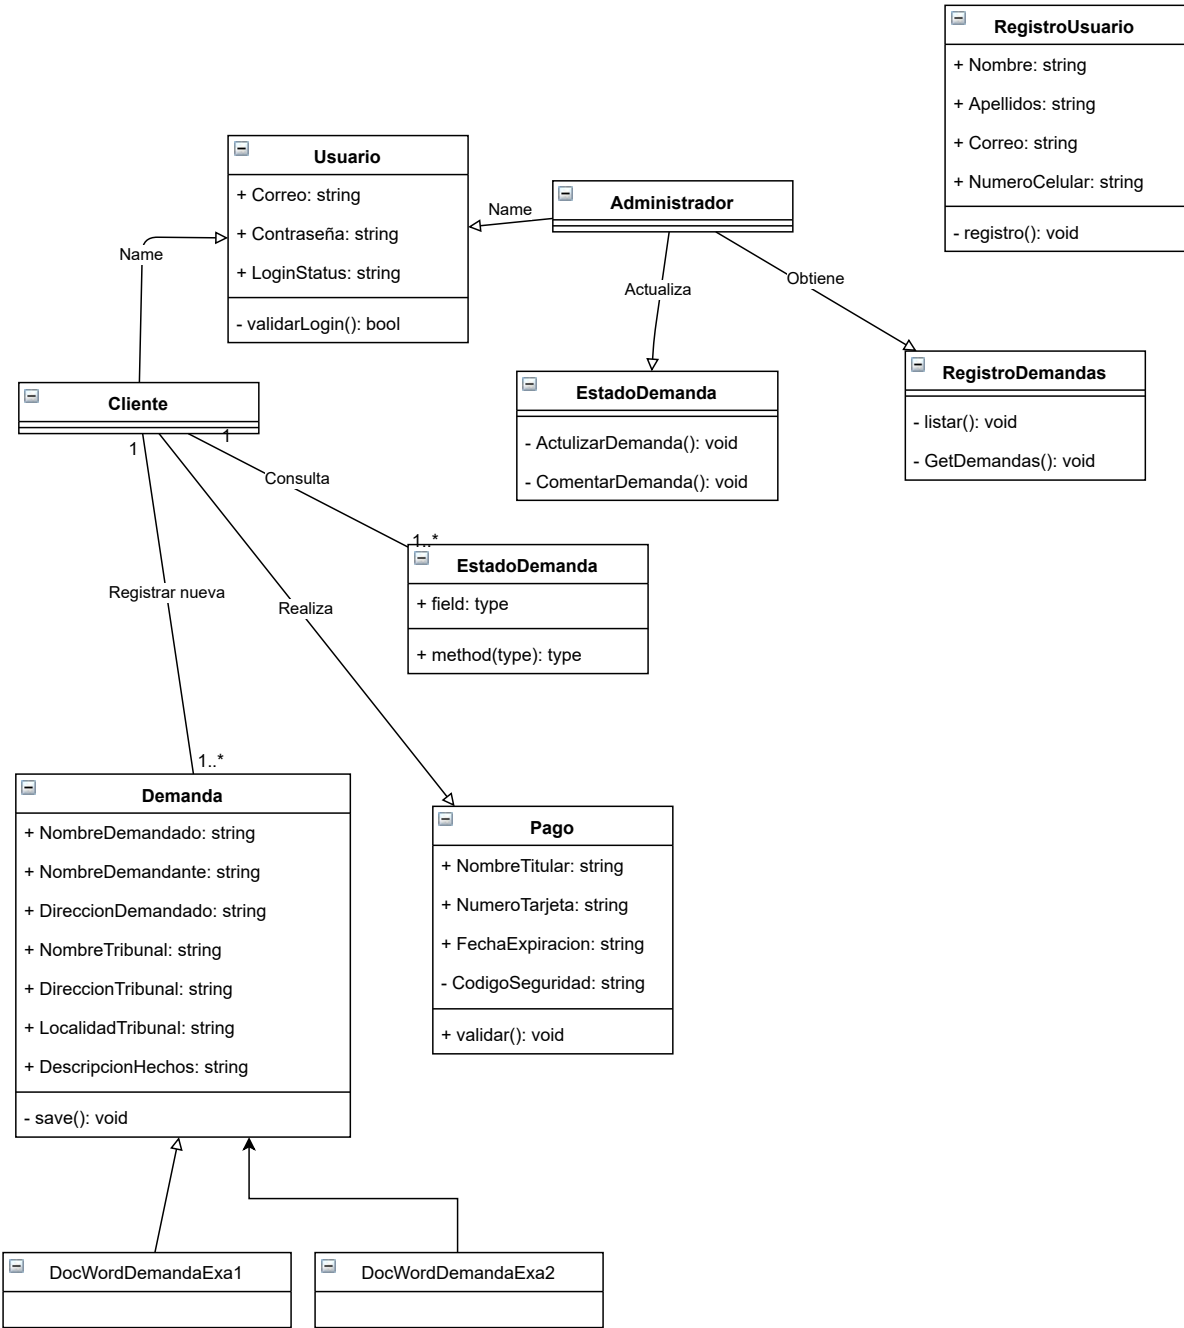 RegistroUsuario
+ Nombre: string
+ Apellidos: string
+ Correo: string
+ NumeroCelular: string
- registro(): void
Usuario
+ Correo: string
+ Contraseña: string
+ LoginStatus: string
- validarLogin(): bool
Name
Administrador
Name
Actualiza
Obtiene
Cliente
1
1
EstadoDemanda
- ActulizarDemanda(): void
- ComentarDemanda(): void
RegistroDemandas
- listar(): void
- GetDemandas(): void
Consulta
1..*
EstadoDemanda
+ field: type
+ method(type): type
Registrar nueva
Realiza
1..*
Demanda
+ NombreDemandado: string
+ NombreDemandante: string
+ DireccionDemandado: string
+ NombreTribunal: string
+ DireccionTribunal: string
+ LocalidadTribunal: string
+ DescripcionHechos: string
- save(): void
Pago
+ NombreTitular: string
+ NumeroTarjeta: string
+ FechaExpiracion: string
- CodigoSeguridad: string
+ validar(): void
DocWordDemandaExa1
DocWordDemandaExa2